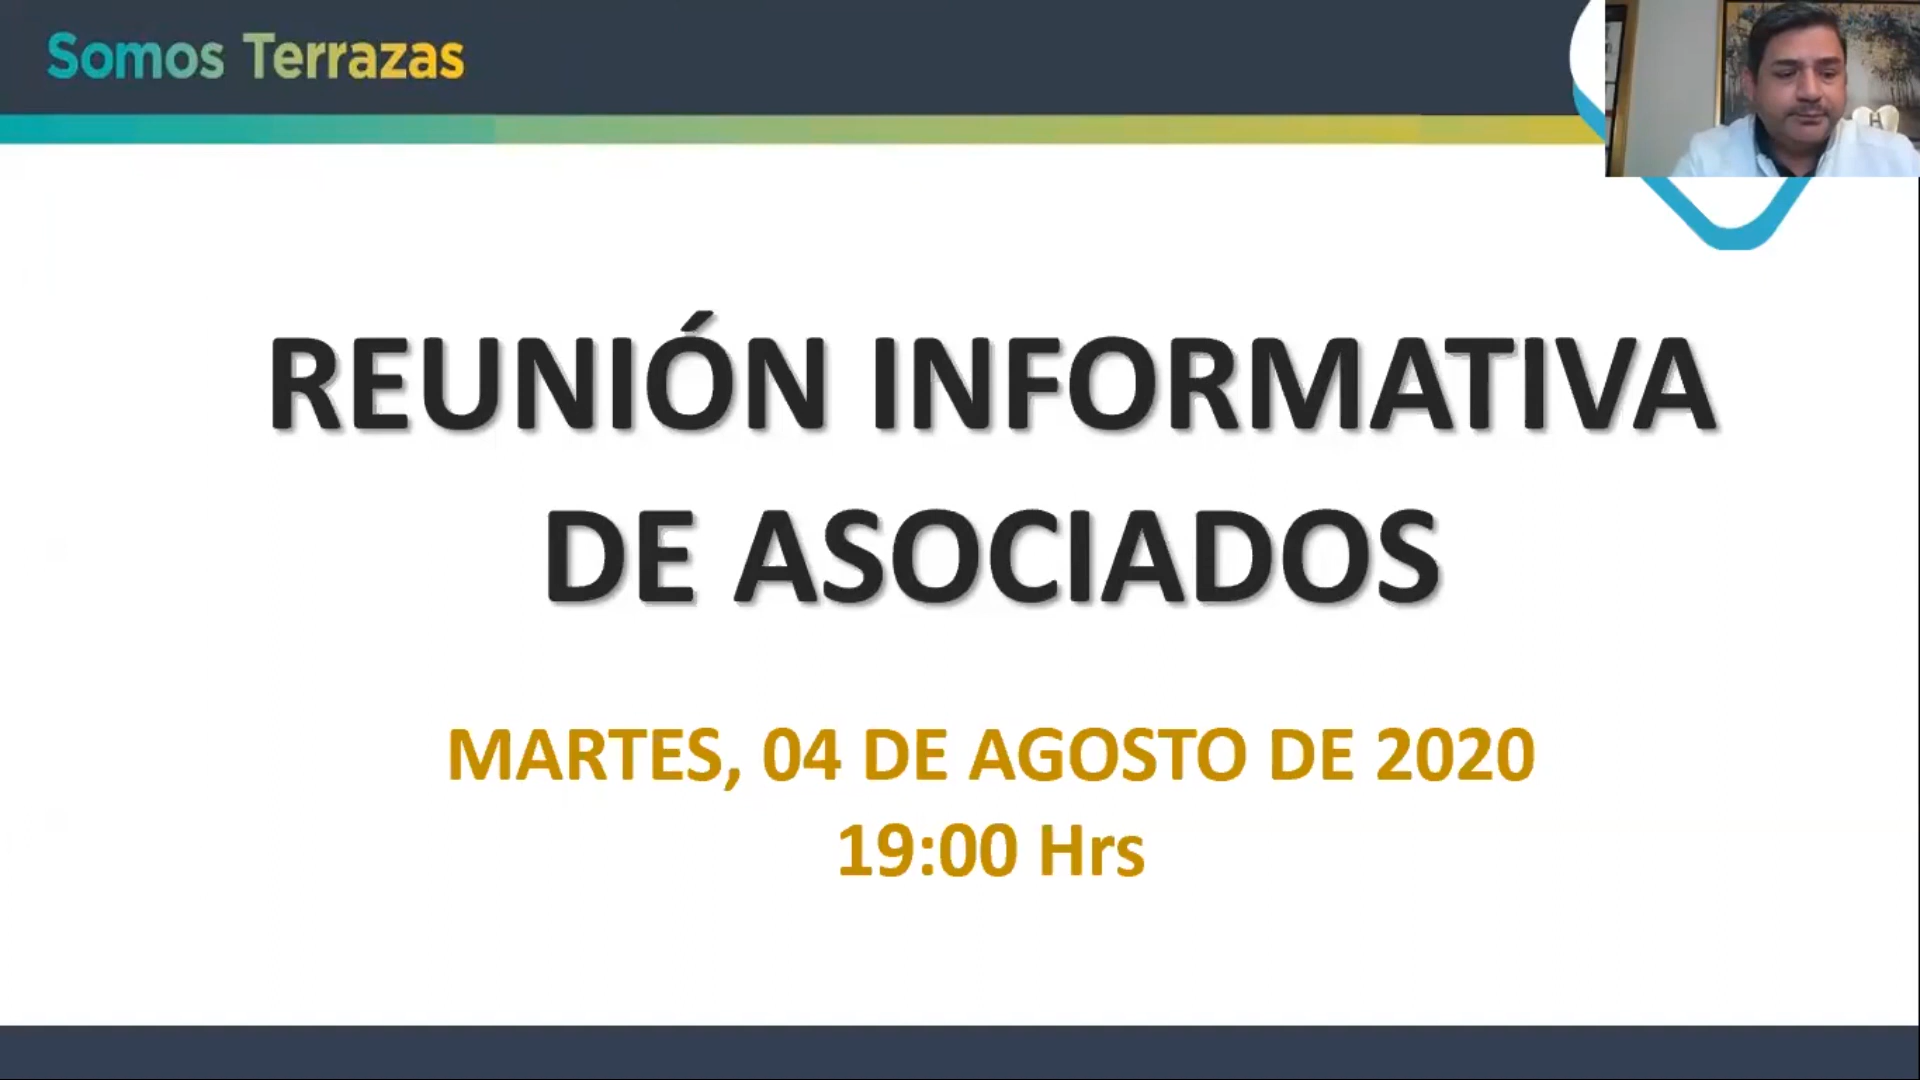 Somos Terrazas
REUNIÓN INFORMATIVA
DE ASOCIADOS
MARTES, 04 DE AGOSTO DE 2020
19:00 Hrs
H